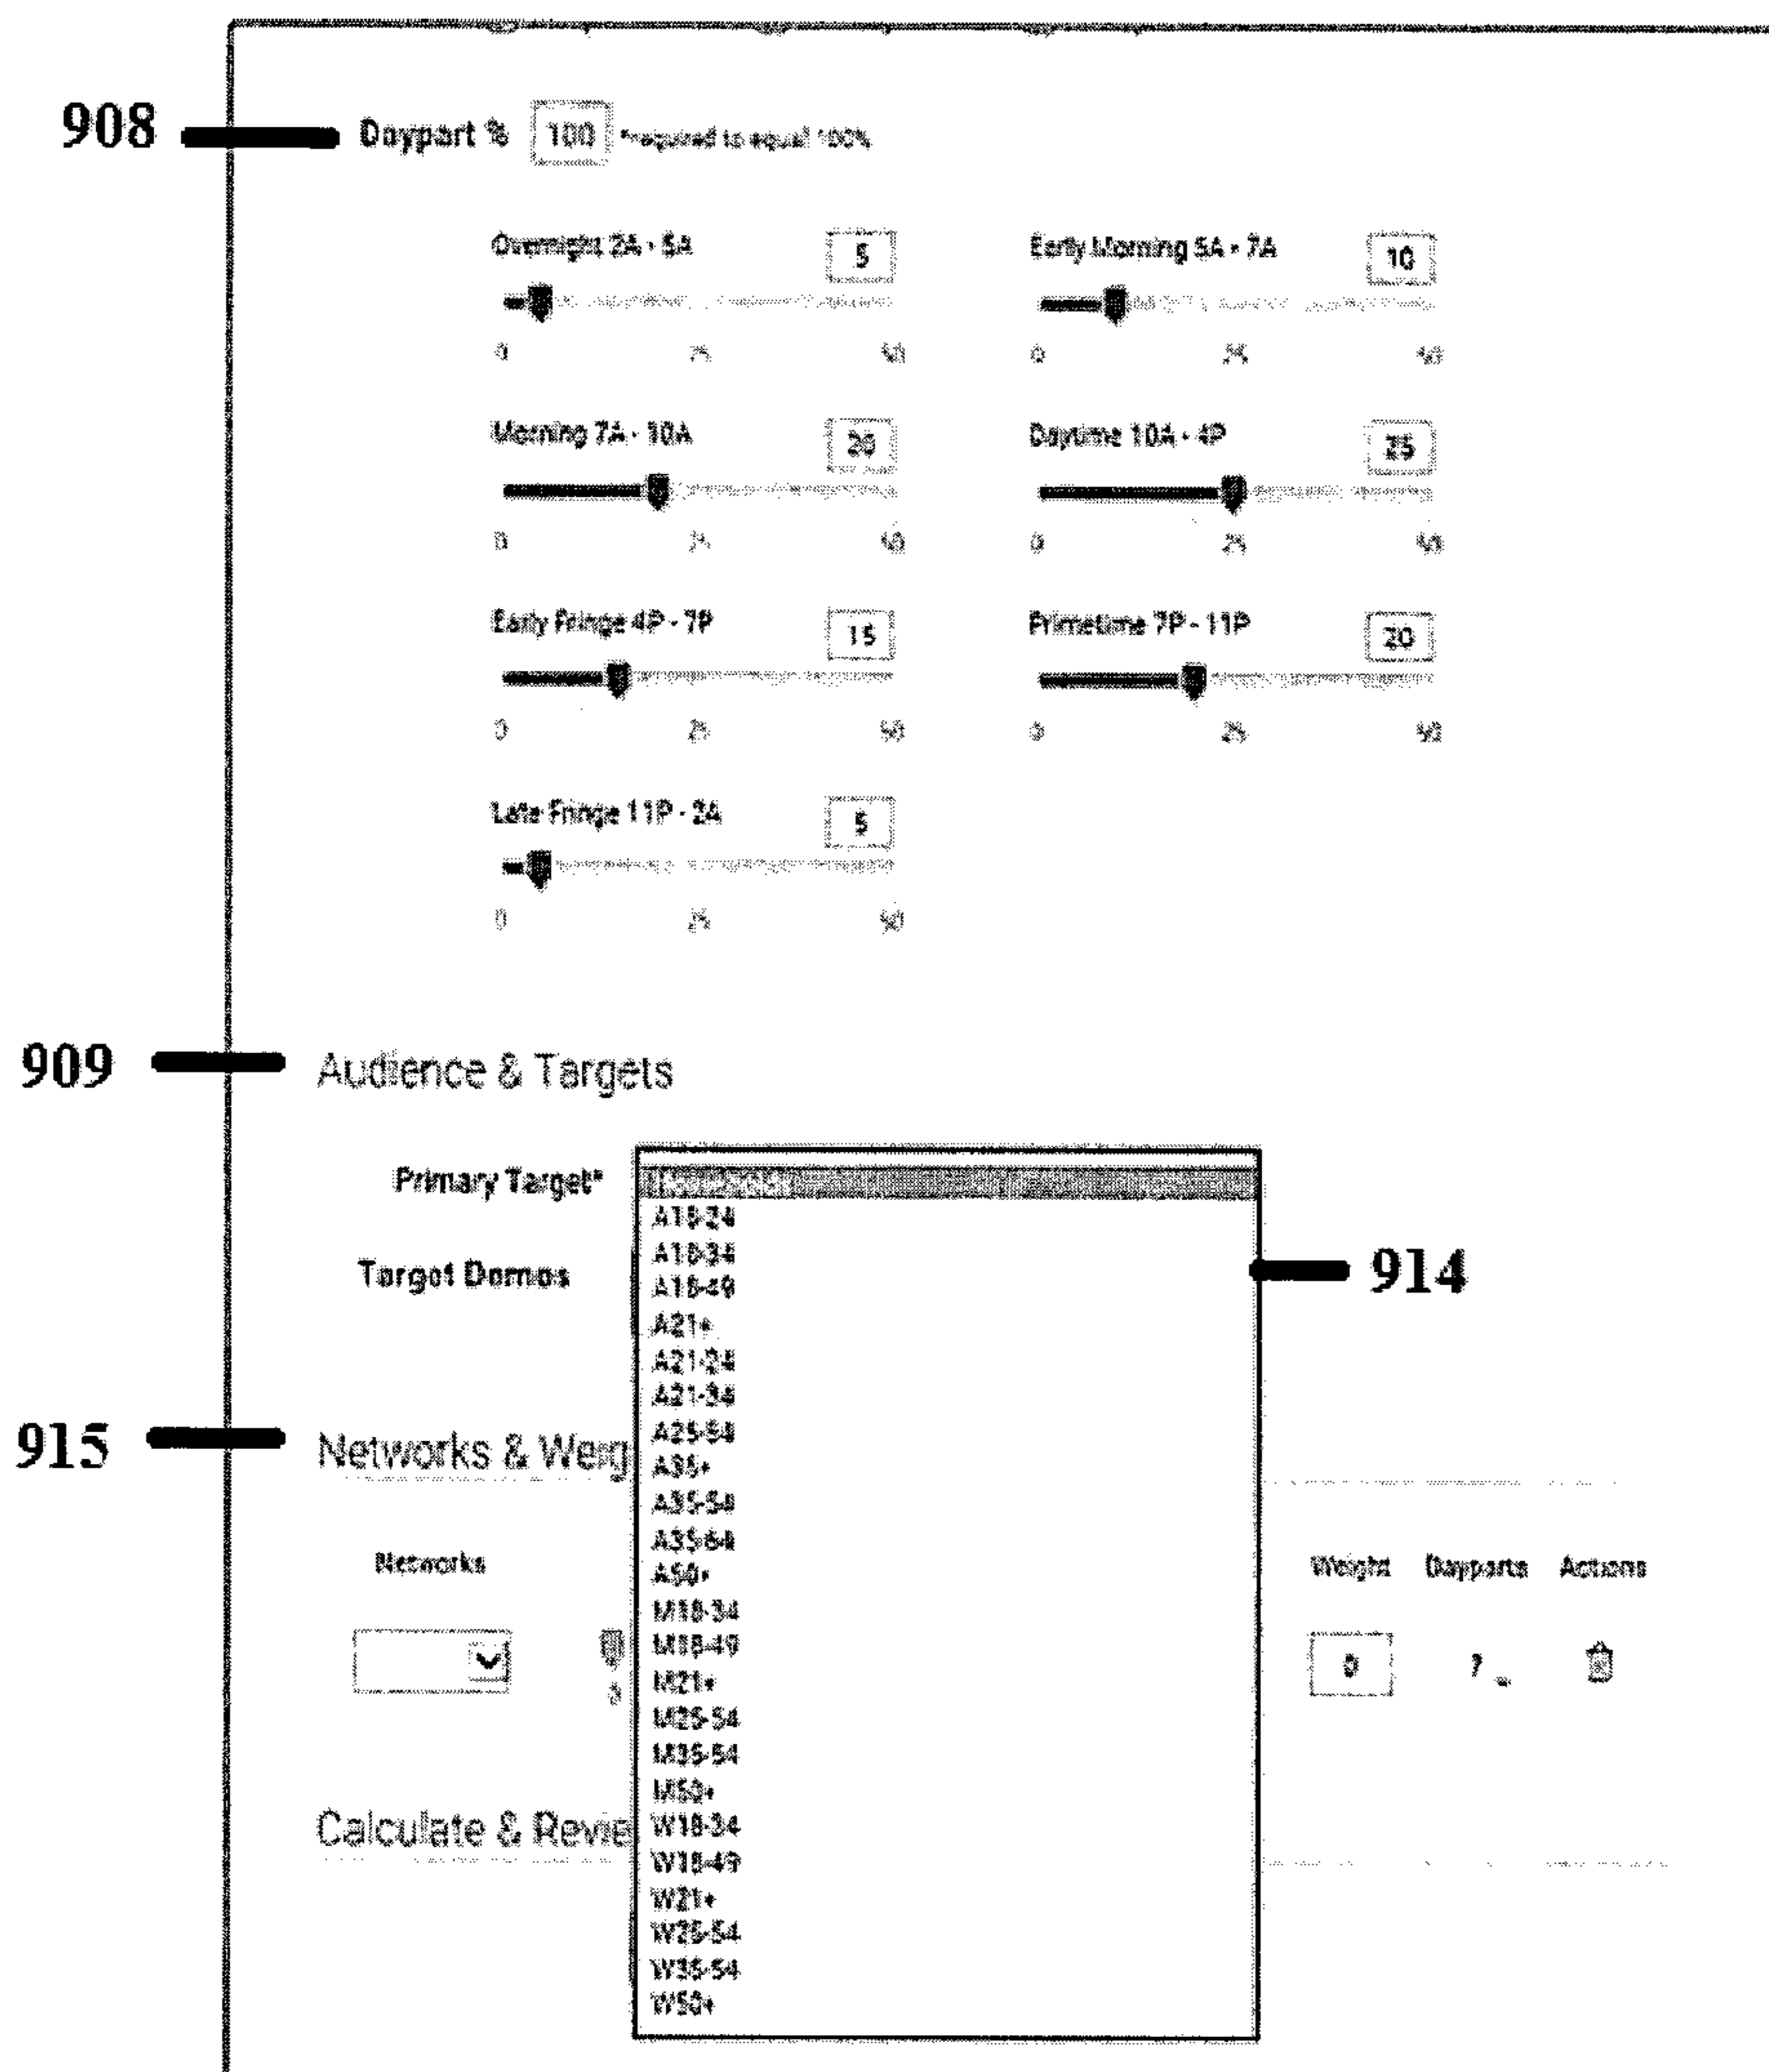 908 Daypart % 100 *required to equal 100%
Overnight 2A - 5A 5 Early Morning 5A - 7A 10
0 25 50 0 25 50
Morning 7A - 10A 20 Daytime 10A - 4P 25
0 25 50 0 25 50
Early Fringe 4P - 7P 15 Primetime 7P - 11P 20
0 25 50 0 25 50
Late Fringe 11P - 2A 5
0 25 50
909 Audience & Targets
Primary Target*
A18-24
A18-34
Target Demos 914
A18-49
A21+
A21-24
A21-34
A25-54
915 Networks & Weig
A35+
A35-54
A35-64
Networks Weight Dayparts Actions
A50+
M18-34
M18-49
0 ?
M21+
0
M25-54
M35-54
M50+
Calculate & Revie W18-34
W18-49
W21+
W25-54
W35-54
W50+